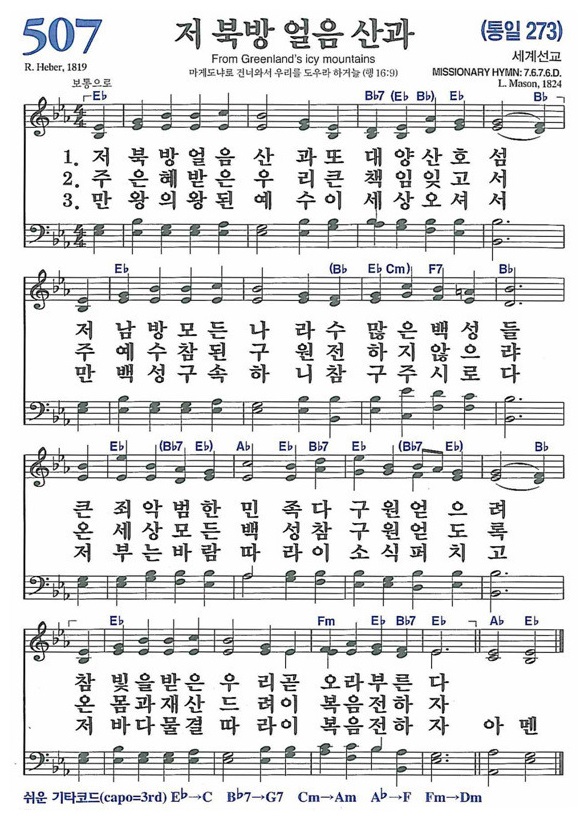 507
저 북방 얼음 산과
(통일 273)
From Greenland's icy mountains
세계선교
R. Heber, 1819
마게도냐로 건너와서 우리를 도우라 하거늘 (행 16:9)
MISSIONARY HYMN: 7.6.7.6.D.
보통으로
L. Mason, 1824
E♭ B♭7 (E♭ B♭) E♭ B♭
1. 저 북방얼음 산 과또 대양산호 섬
2. 주 은혜받은 우 리큰 책임잊고 서
3. 만 왕의왕된 예 수이 세상오셔 서
E♭ (B♭ E♭ Cm) F7 B♭
저 남방모든 나 라수 많은백성 들
주 예수참된 구 원전 하지않으 랴
만 백성구속 하 니참 구주시로 다
E♭ (B♭7 E♭) A♭ E♭ B♭7 E♭ (B♭7 E♭) B♭
큰 죄악범한 민 족다 구원얻으 려
온 세상모든 백 성참 구원얻도 록
저 부는바람 따 라이 소식퍼치 고
E♭ Fm E♭ B♭7 E♭ A♭ E♭
참 빛을받은 우 리곧 오라부른 다
온 몸과재산 드 려이 복음전하 자
저 바다물결 따 라이 복음전하 자 아 멘
쉬운 기타코드(capo=3rd) E♭→C B♭7→G7 Cm→Am A♭→F Fm→Dm